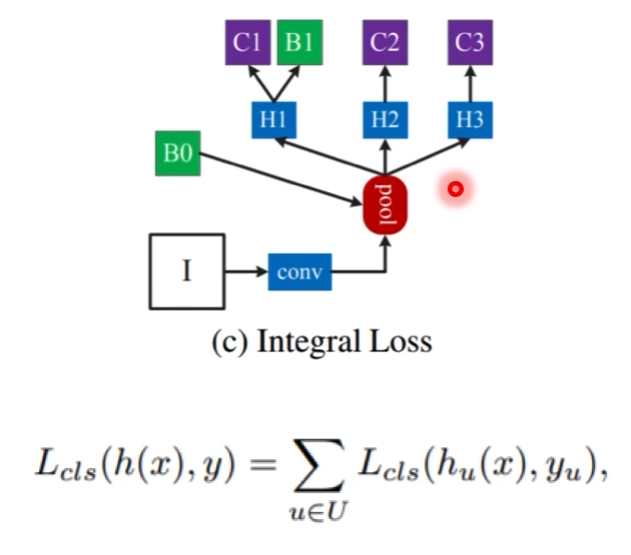 C1 B1 C2 C3
H1 H2 H3
B0
pool
I conv
(c) Integral Loss
L_{cls}(h(x), y) = \sum_{u \in U} L_{cls}(h_u(x), y_u),